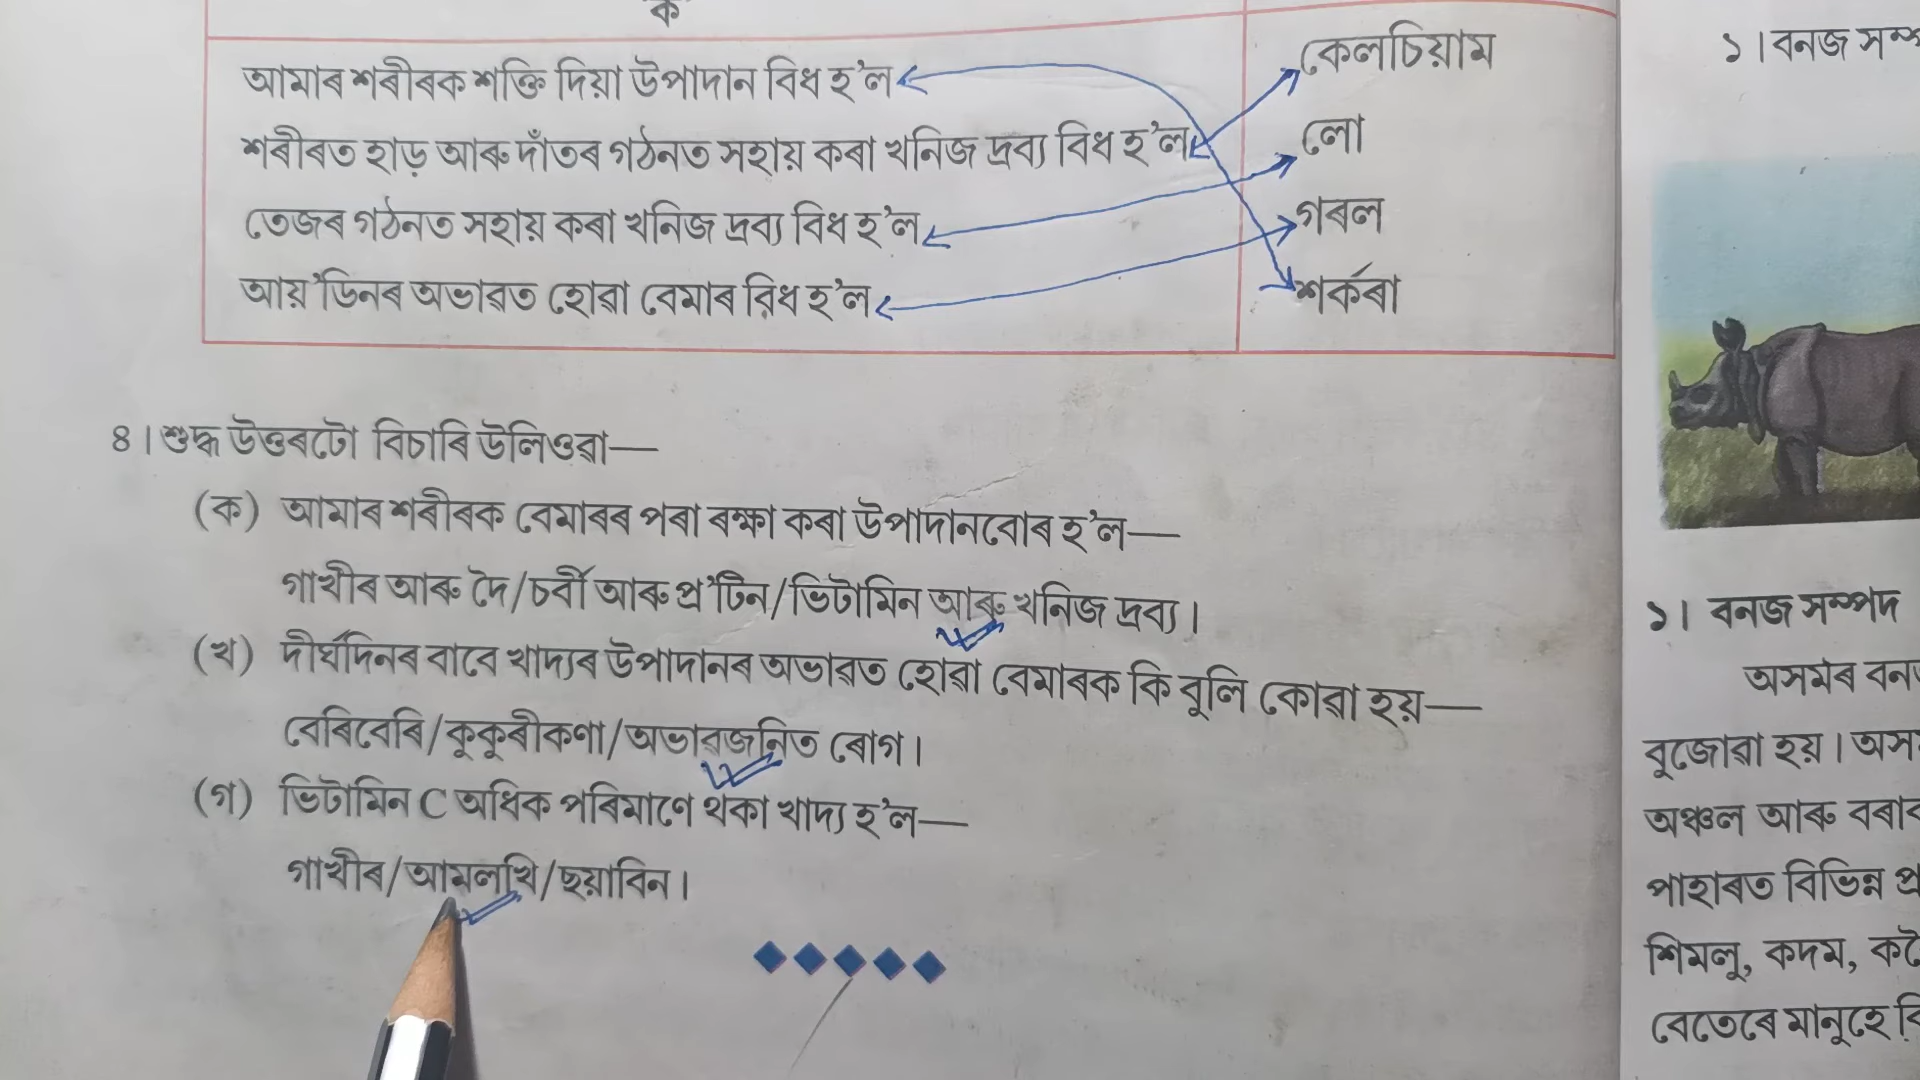 ক
আমাৰ শৰীৰক শক্তি দিয়া উপাদান বিধ হ'ল
কেলচিয়াম
শৰীৰত হাড় আৰু দাঁতৰ গঠনত সহায় কৰা খনিজ দ্ৰব্য বিধ হ'ল
লো
তেজৰ গঠনত সহায় কৰা খনিজ দ্ৰব্য বিধ হ'ল
গৰল
আয়'ডিনৰ অভাৱত হোৱা বেমাৰ বিধ হ'ল
শৰ্কৰা
৪। শুদ্ধ উত্তৰটো বিচাৰি উলিওৱা—
(ক) আমাৰ শৰীৰক বেমাৰৰ পৰা ৰক্ষা কৰা উপাদানবোৰ হ'ল—
গাখীৰ আৰু দৈ/চৰ্বী আৰু প্ৰ'টিন/ভিটামিন আৰু খনিজ দ্ৰব্য।
(খ) দীৰ্ঘদিনৰ বাবে খাদ্যৰ উপাদানৰ অভাৱত হোৱা বেমাৰক কি বুলি কোৱা হয়—
বেৰিবেৰি/কুকুৰীকণা/অভাৱজনিত ৰোগ।
(গ) ভিটামিন C অধিক পৰিমাণে থকা খাদ্য হ'ল—
গাখীৰ/আমলখি/ছয়াবিন।
১। বনজ
১। বনজ সম্পদ
অসমৰ
বুজোৱা হয়।
অঞ্চল আৰু
পাহাৰত বিভিন্ন
শিমলু, কদম,
বেতেৰে মানুহে